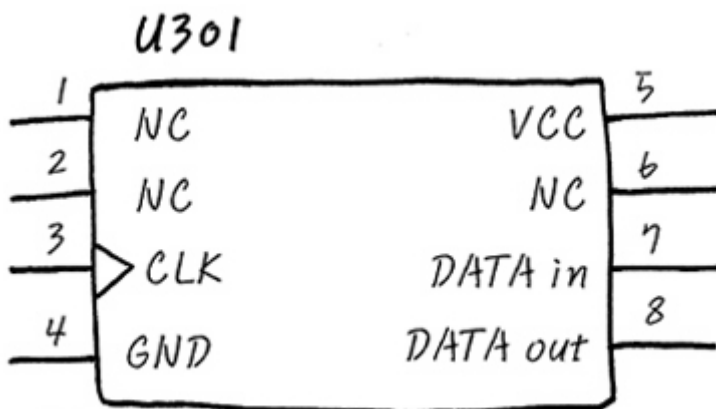 U301
1 5
NC VCC
2 6
NC NC
3 7
CLK DATA in
4 8
GND DATA out